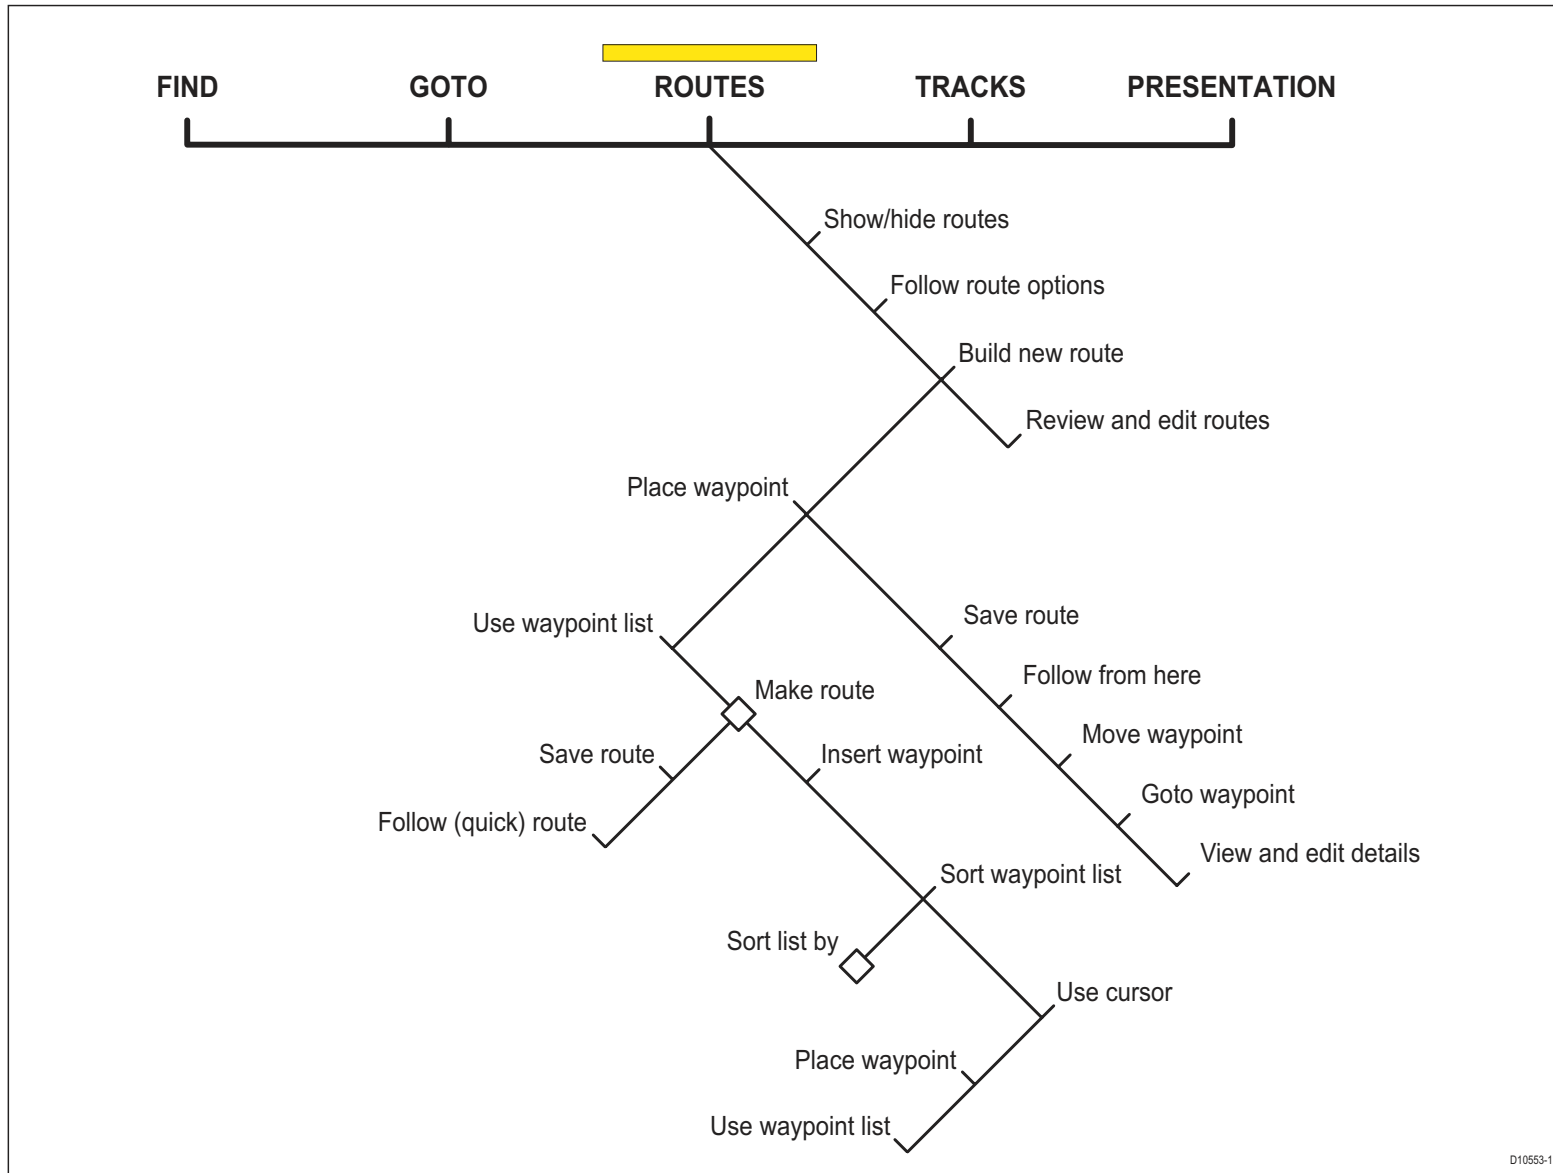 FIND GOTO ROUTES TRACKS PRESENTATION
Show/hide routes
Follow route options
Build new route
Review and edit routes
Place waypoint
Save route
Use waypoint list
Follow from here
Make route
Move waypoint
Save route
Insert waypoint
Goto waypoint
Follow (quick) route
View and edit details
Sort waypoint list
Sort list by
Use cursor
Place waypoint
Use waypoint list
D10553-1